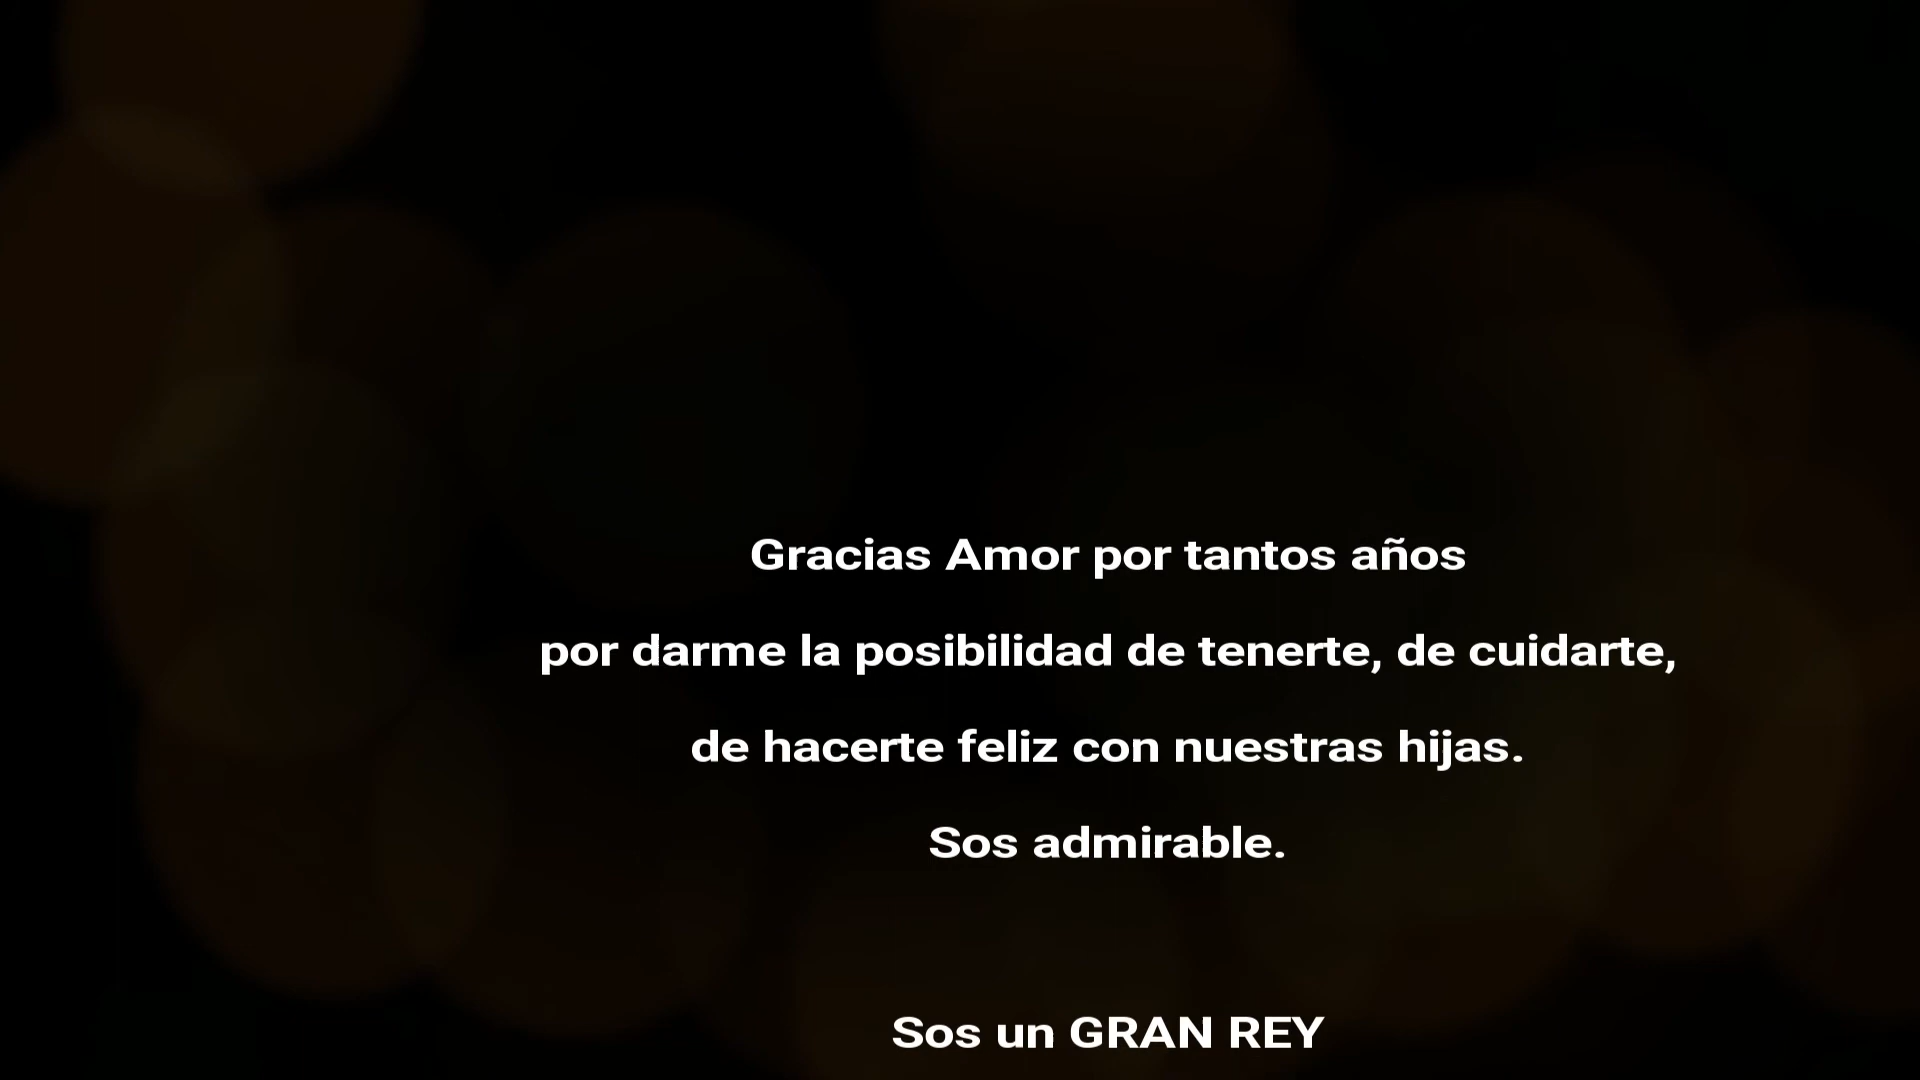 Gracias Amor por tantos años
por darme la posibilidad de tenerte, de cuidarte,
de hacerte feliz con nuestras hijas.
Sos admirable.
Sos un GRAN REY